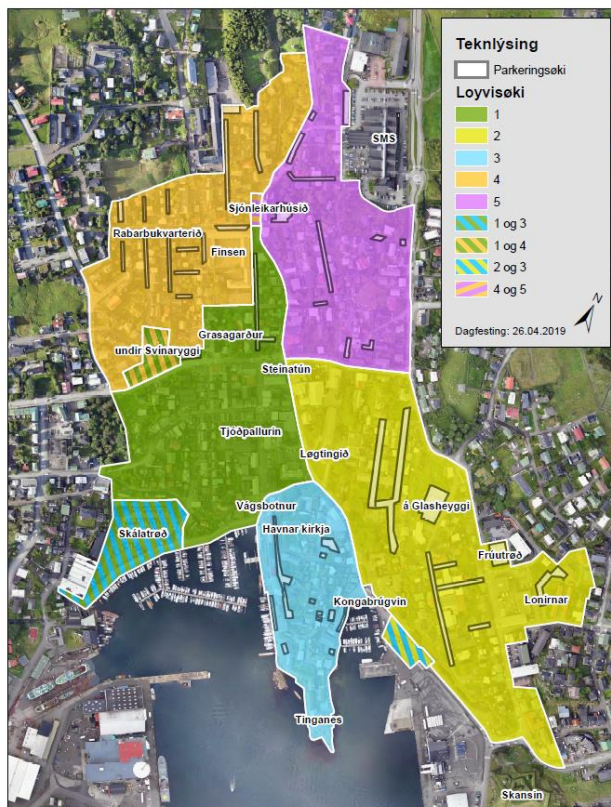 Teknlýsing
Parkeringsøki
Loyvisøki
1
2
3
4
5
1 og 3
1 og 4
2 og 3
4 og 5
Dagfesting: 26.04.2019
SMS
Sjónleikarhúsið
Rabarbukvarterið
Finsen
Grasagarður
undir Svínaryggi
Steinatún
Tjóðpallurin
Løgtingið
Vágsbotnur
á Glasheyggi
Skálatrøð
Havnar kirkja
Frúutrøð
Kongabrúgvin
Lonirnar
Tinganes
Skansin